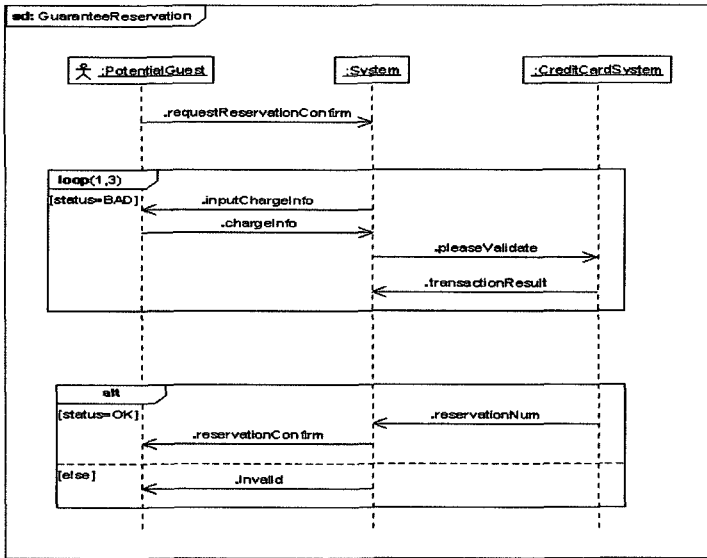 sd: GuaranteeReservation
:PotentialGuest
:System
:CreditCardSystem
.requestReservationConfirm
loop(1,3)
[status=BAD]
.inputChargeInfo
.chargeInfo
.pleaseValidate
.transactionResult
alt
[status=OK]
.reservationNum
.reservationConfirm
[else]
.invalid